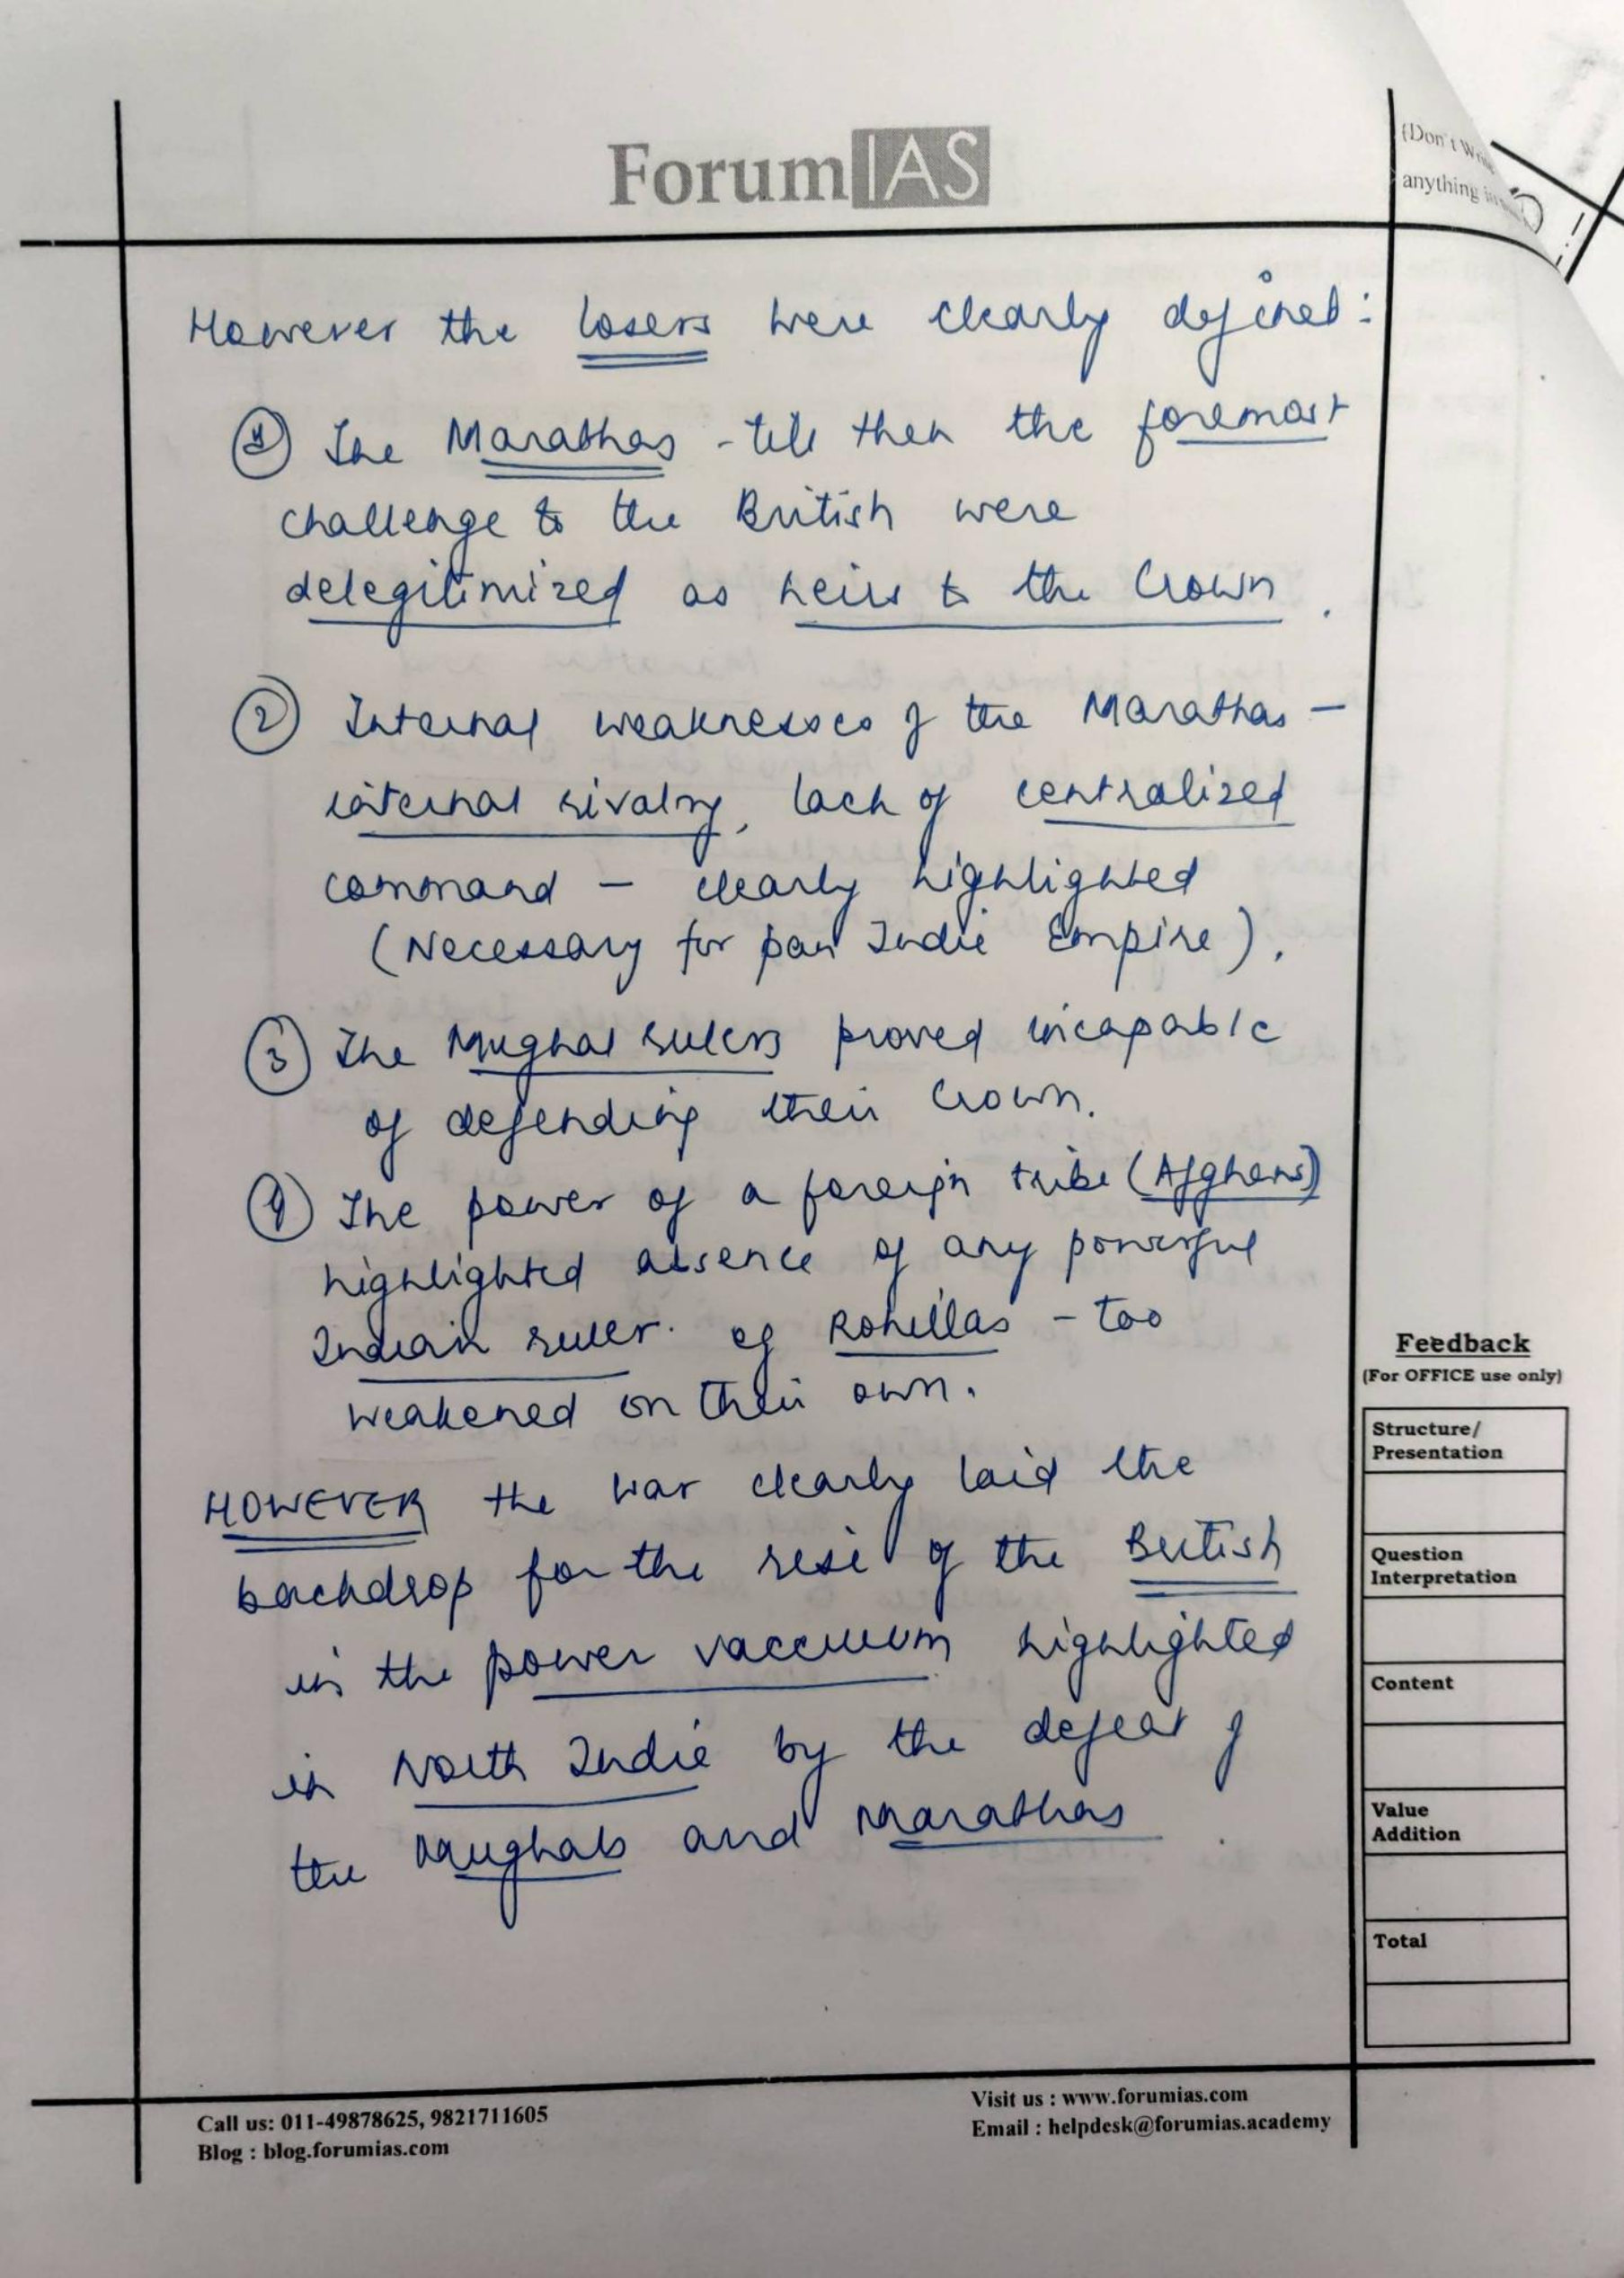 ForumIAS
(Don't Wri
anything in
However the losers were clearly defined:
① The Marathas - till then the foremost
challenge to the British were
delegitimized as heirs to the Crown.
② Internal weaknesses of the Marathas -
internal rivalry, lack of centralized
command - clearly highlighted
(Necessary for pan India Empire).
③ The Mughal rulers proved incapable
of defending their Crown.
④ The power of a foreign tribe (Afghans)
highlighted absence of any powerful
Indian ruler. eg Rohillas - too
weakened on their own.
HOWEVER the war clearly laid the
backdrop for the rise of the British
in the power vaccuum highlighted
in North India by the defeat of
the Mughals and Marathas.
Feedback
(For OFFICE use only)
Structure/
Presentation
Question
Interpretation
Content
Value
Addition
Total
Call us: 011-49878625, 9821711605
Blog : blog.forumias.com
Visit us : www.forumias.com
Email : helpdesk@forumias.academy